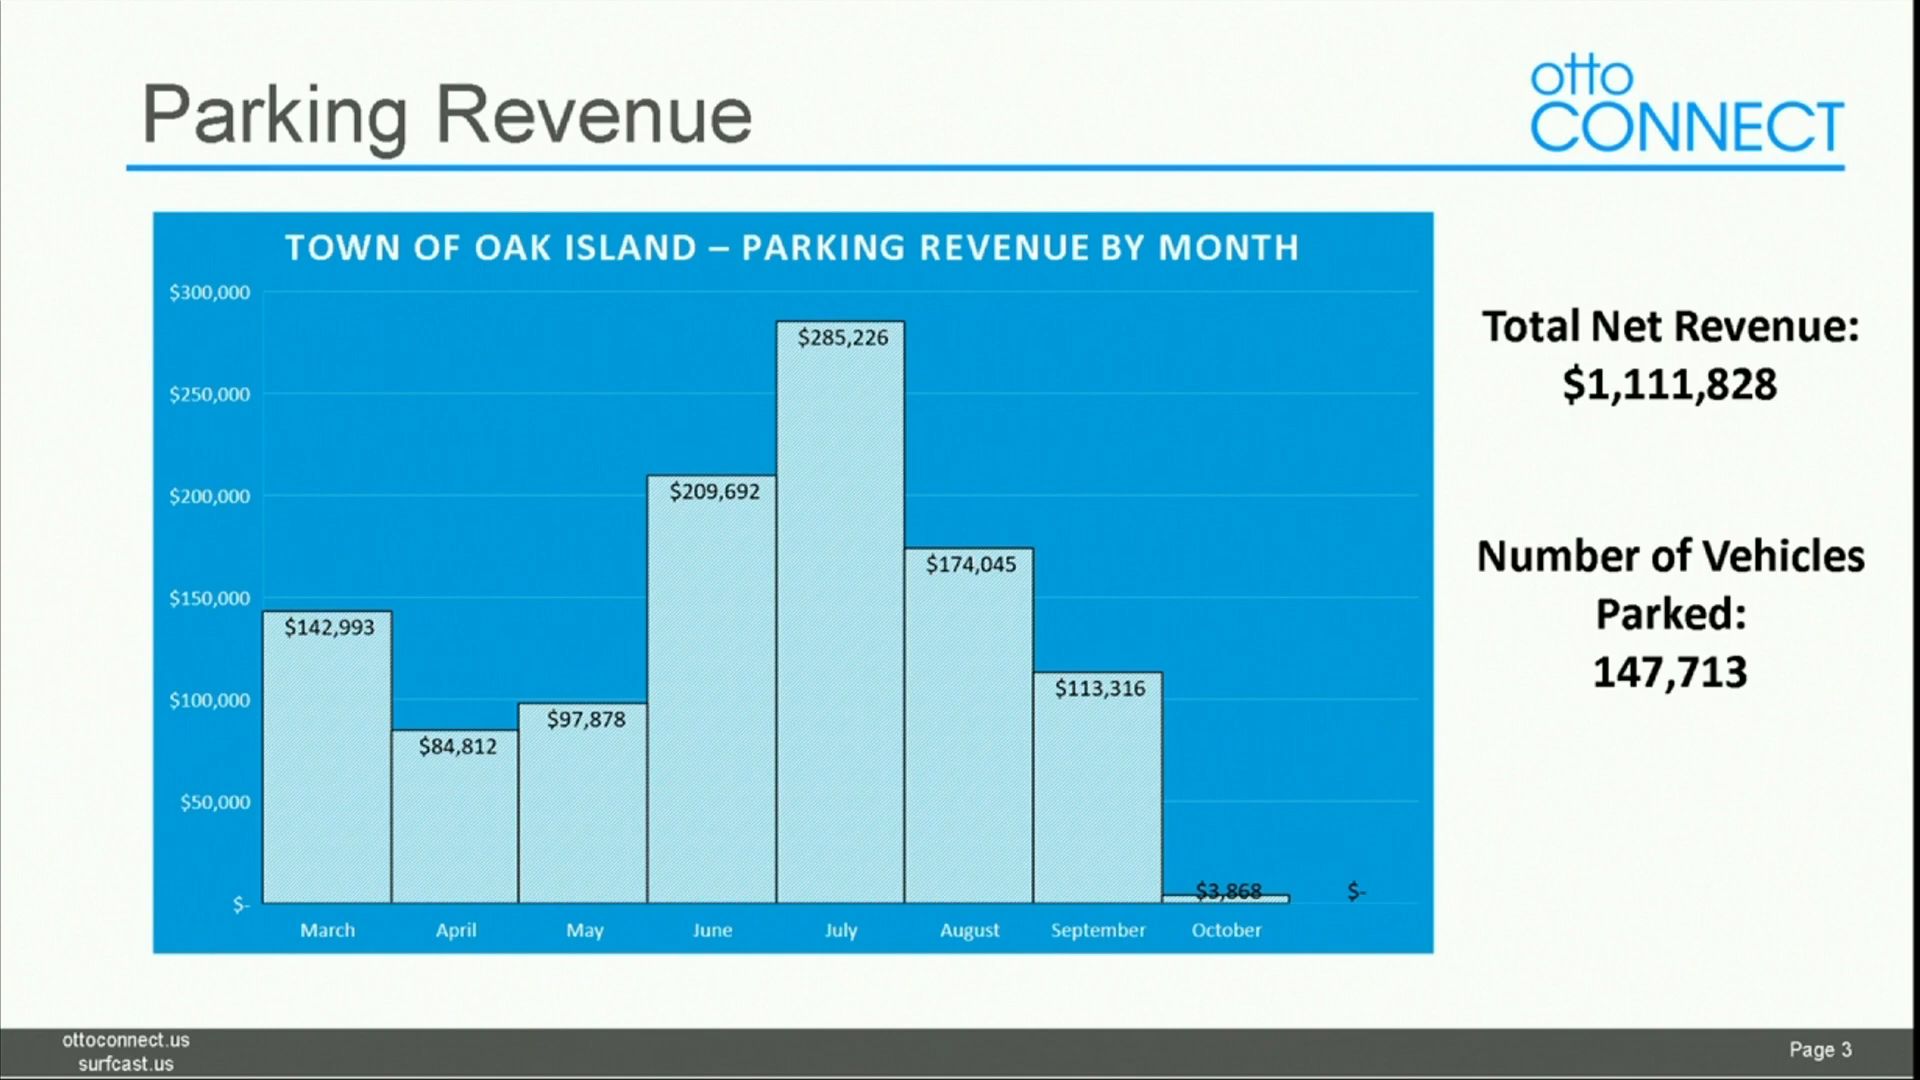 Parking Revenue
otto
CONNECT
TOWN OF OAK ISLAND – PARKING REVENUE BY MONTH
$300,000
$250,000
$200,000
$150,000
$100,000
$50,000
$-
$142,993
$84,812
$97,878
$209,692
$285,226
$174,045
$113,316
$3,868
$-
March
April
May
June
July
August
September
October
Total Net Revenue:
$1,111,828
Number of Vehicles
Parked:
147,713
ottoconnect.us
surfcast.us
Page 3